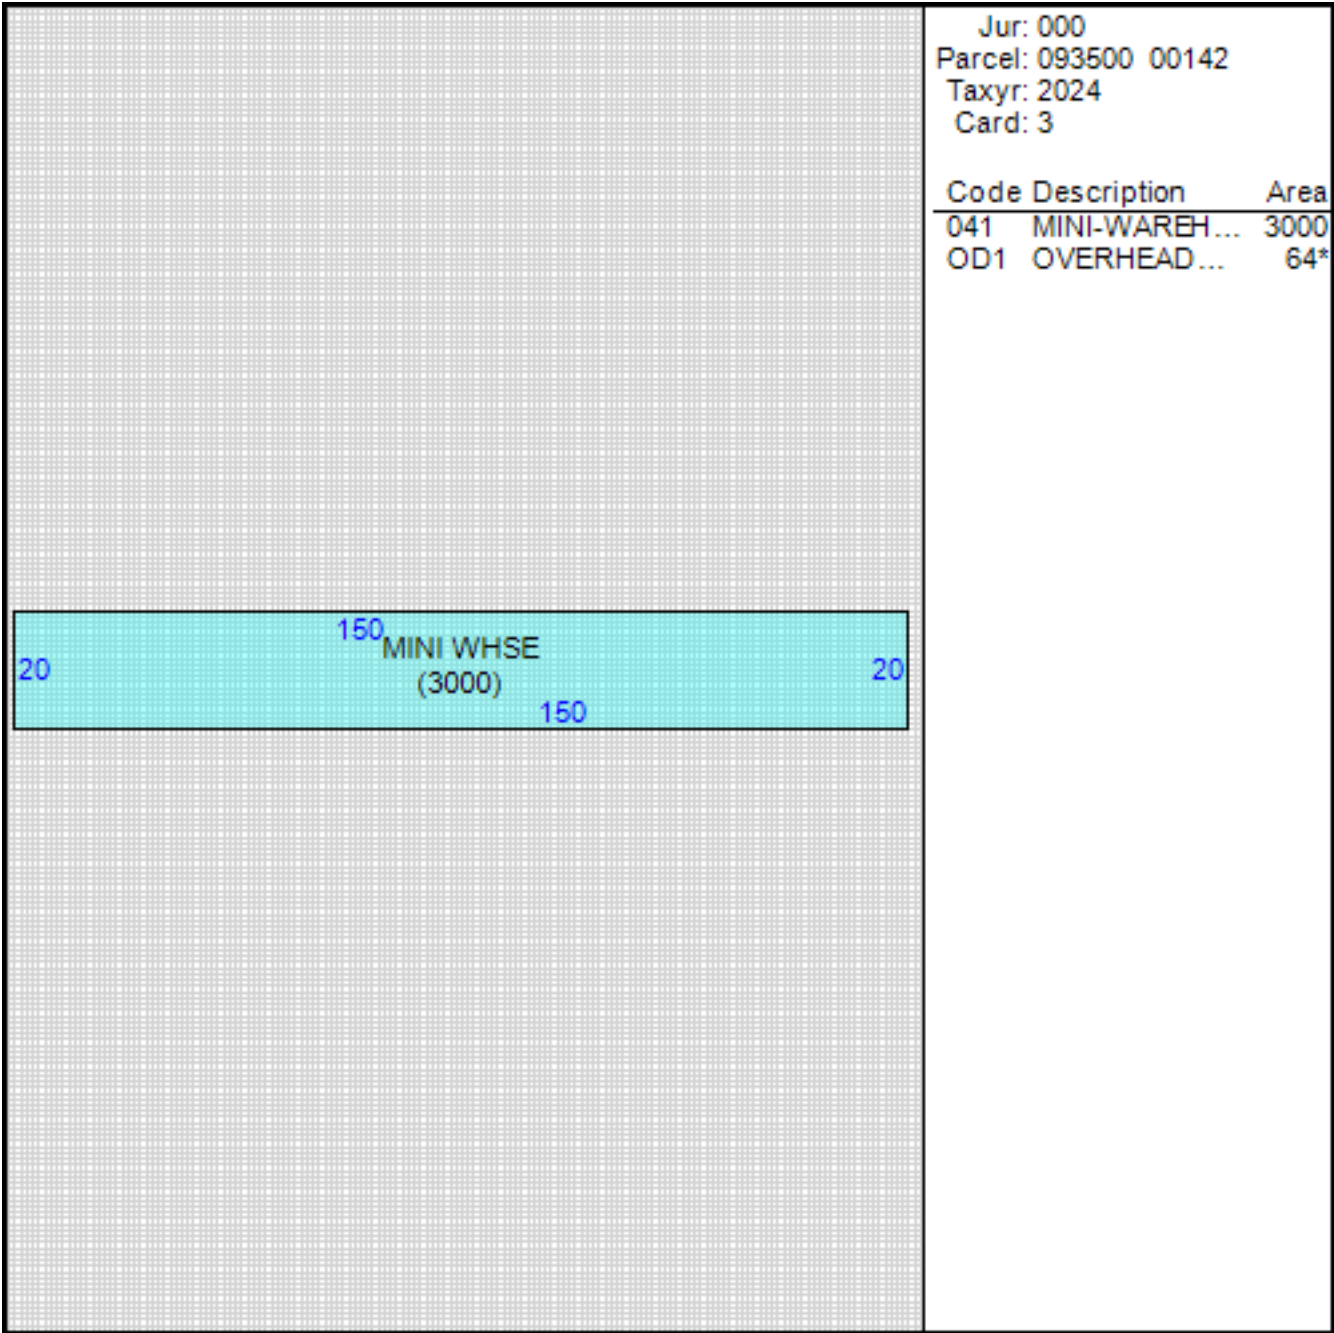 Jur: 000
Parcel: 093500 00142
Taxyr: 2024
Card: 3
Code Description Area
041 MINI-WAREH... 3000
OD1 OVERHEAD... 64*
150
MINI WHSE
20 20
(3000)
150